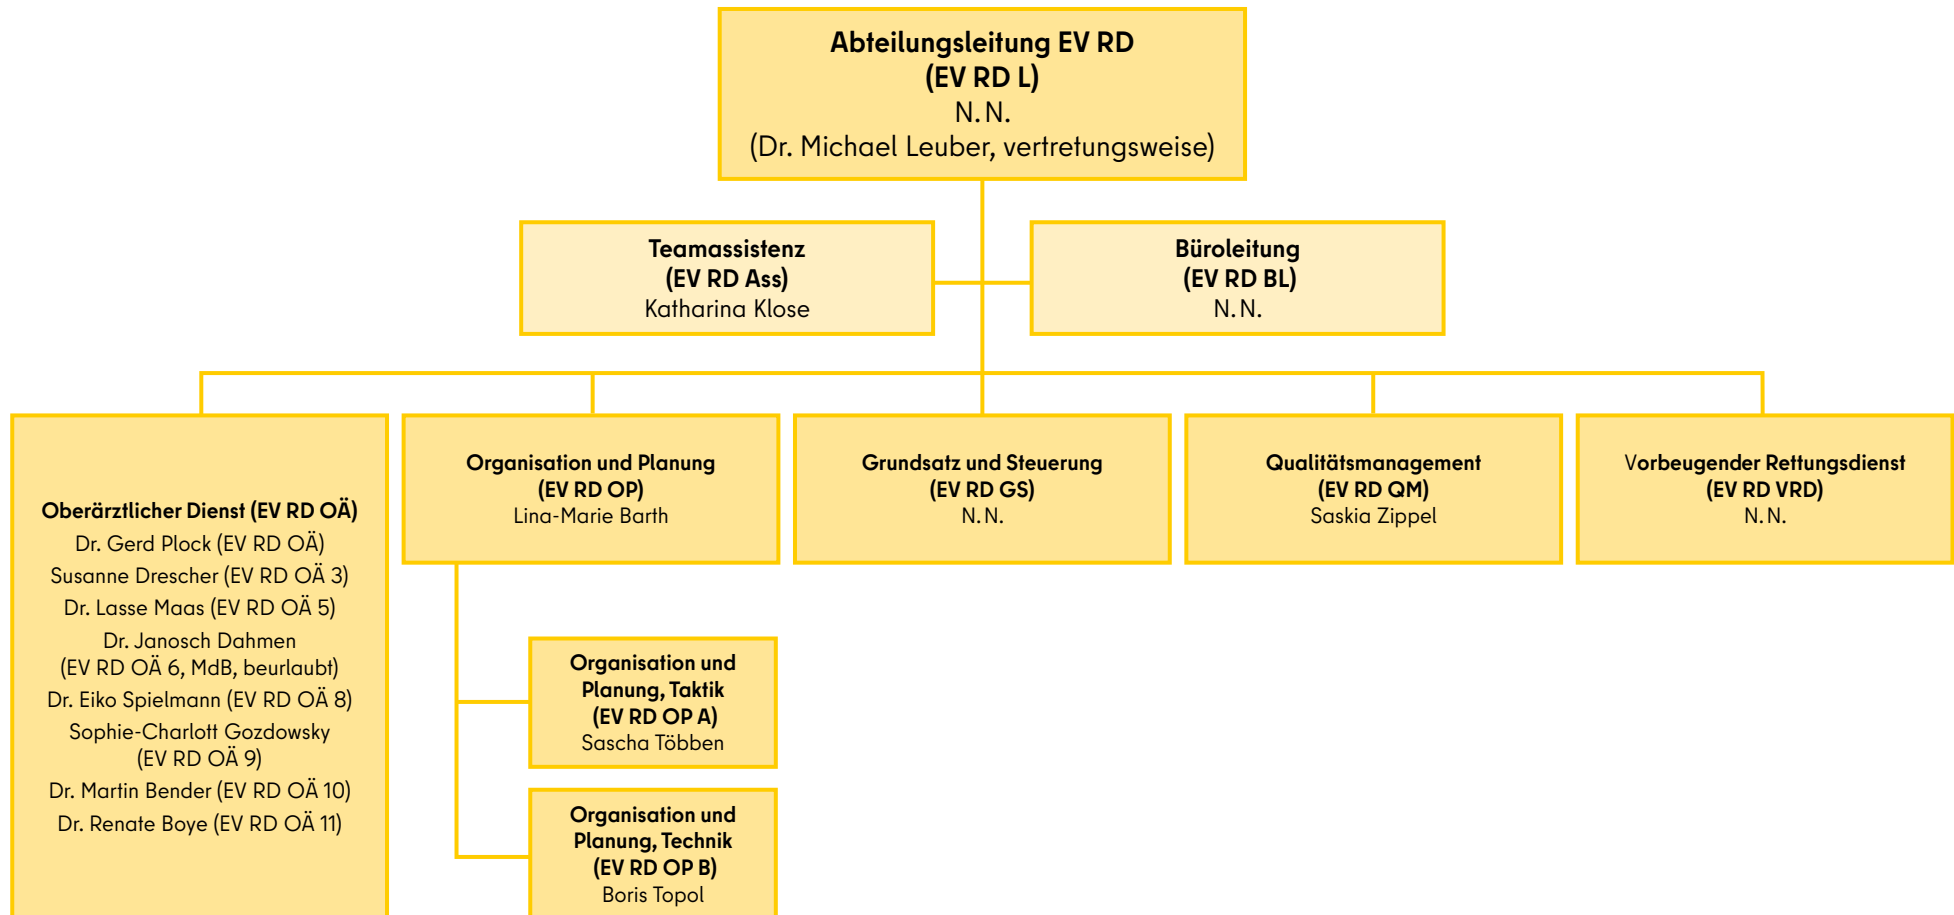 Abteilungsleitung EV RD
(EV RD L)
N.N.
(Dr. Michael Leuber, vertretungsweise)
Teamassistenz
(EV RD Ass)
Katharina Klose
Büroleitung
(EV RD BL)
N.N.
Oberärztlicher Dienst (EV RD OÄ)
Dr. Gerd Plock (EV RD OÄ)
Susanne Drescher (EV RD OÄ 3)
Dr. Lasse Maas (EV RD OÄ 5)
Dr. Janosch Dahmen
(EV RD OÄ 6, MdB, beurlaubt)
Dr. Eiko Spielmann (EV RD OÄ 8)
Sophie-Charlott Gozdowsky
(EV RD OÄ 9)
Dr. Martin Bender (EV RD OÄ 10)
Dr. Renate Boye (EV RD OÄ 11)
Organisation und Planung
(EV RD OP)
Lina-Marie Barth
Organisation und
Planung, Taktik
(EV RD OP A)
Sascha Többen
Organisation und
Planung, Technik
(EV RD OP B)
Boris Topol
Grundsatz und Steuerung
(EV RD GS)
N.N.
Qualitätsmanagement
(EV RD QM)
Saskia Zippel
Vorbeugender Rettungsdienst
(EV RD VRD)
N.N.